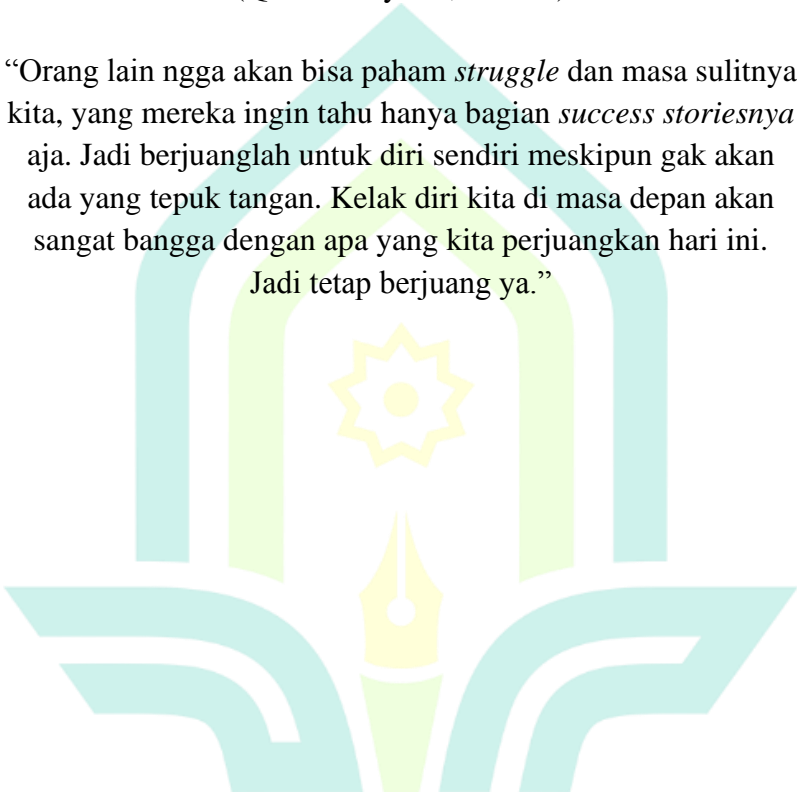 “Orang lain ngga akan bisa paham struggle dan masa sulitnya
kita, yang mereka ingin tahu hanya bagian success storiesnya
aja. Jadi berjuanglah untuk diri sendiri meskipun gak akan
ada yang tepuk tangan. Kelak diri kita di masa depan akan
sangat bangga dengan apa yang kita perjuangkan hari ini.
Jadi tetap berjuang ya.”